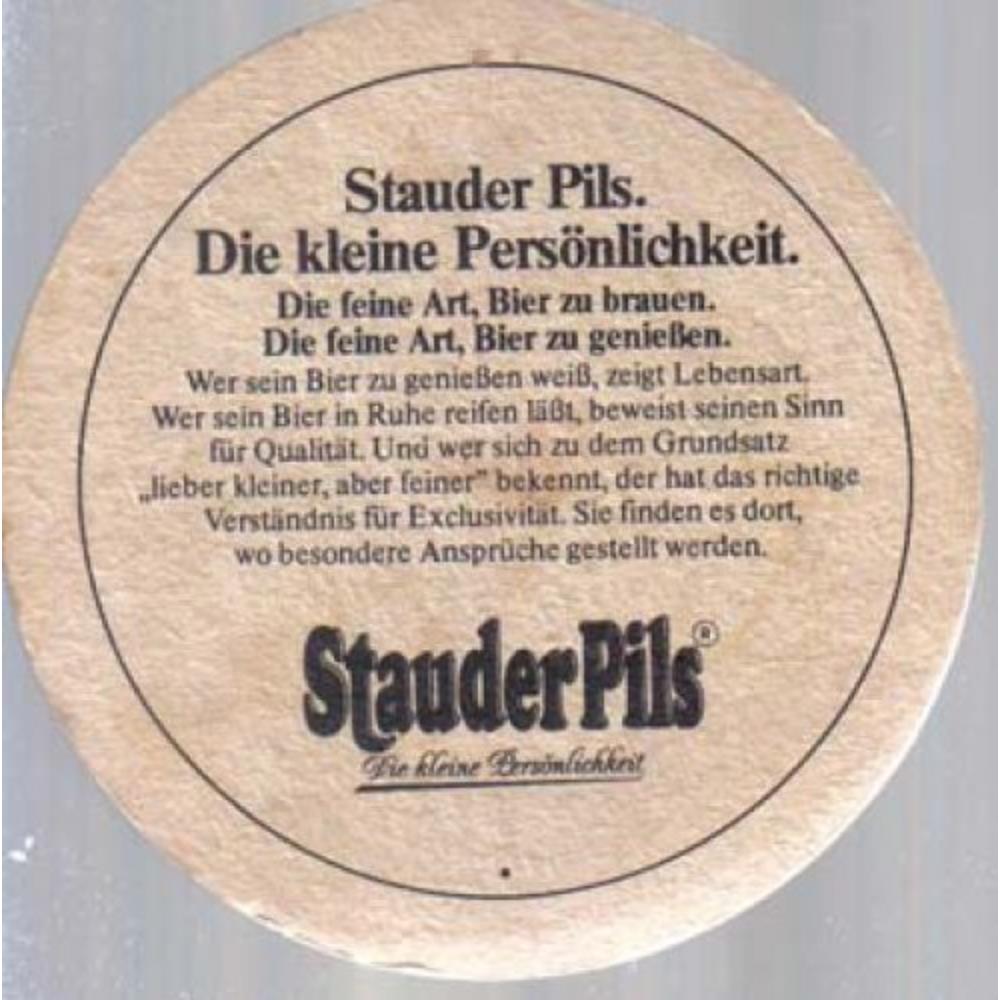 Stauder Pils.
Die kleine Persönlichkeit.
Die feine Art, Bier zu brauen.
Die feine Art, Bier zu genießen.
Wer sein Bier zu genießen weiß, zeigt Lebensart.
Wer sein Bier in Ruhe reifen läßt, beweist seinen Sinn
für Qualität. Und wer sich zu dem Grundsatz
„lieber kleiner, aber feiner” bekennt, der hat das richtige
Verständnis für Exclusivität. Sie finden es dort,
wo besondere Ansprüche gestellt werden.
StauderPils®
Die kleine Persönlichkeit